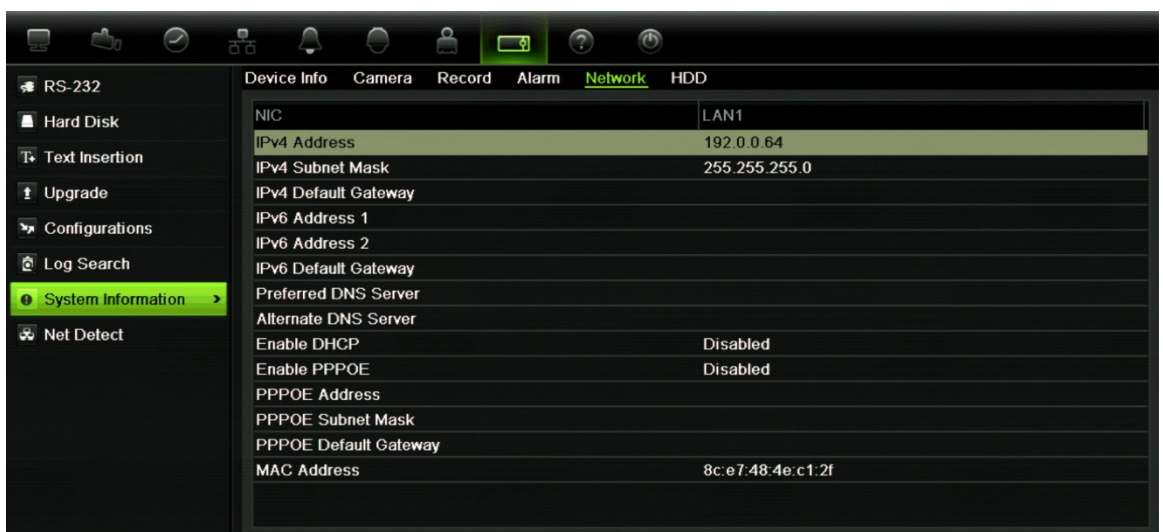 Device Info Camera Record Alarm Network HDD
RS-232
Hard Disk
T+ Text Insertion
Upgrade
Configurations
Log Search
System Information >
Net Detect
NIC LAN1
IPv4 Address 192.0.0.64
IPv4 Subnet Mask 255.255.255.0
IPv4 Default Gateway
IPv6 Address 1
IPv6 Address 2
IPv6 Default Gateway
Preferred DNS Server
Alternate DNS Server
Enable DHCP Disabled
Enable PPPOE Disabled
PPPOE Address
PPPOE Subnet Mask
PPPOE Default Gateway
MAC Address 8c:e7:48:4e:c1:2f